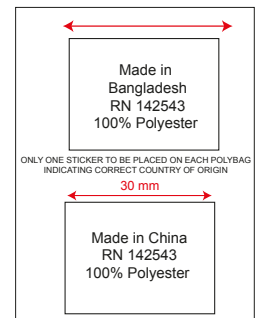 Made in
Bangladesh
RN 142543
100% Polyester
ONLY ONE STICKER TO BE PLACED ON EACH POLYBAG
INDICATING CORRECT COUNTRY OF ORIGIN
30 mm
Made in China
RN 142543
100% Polyester